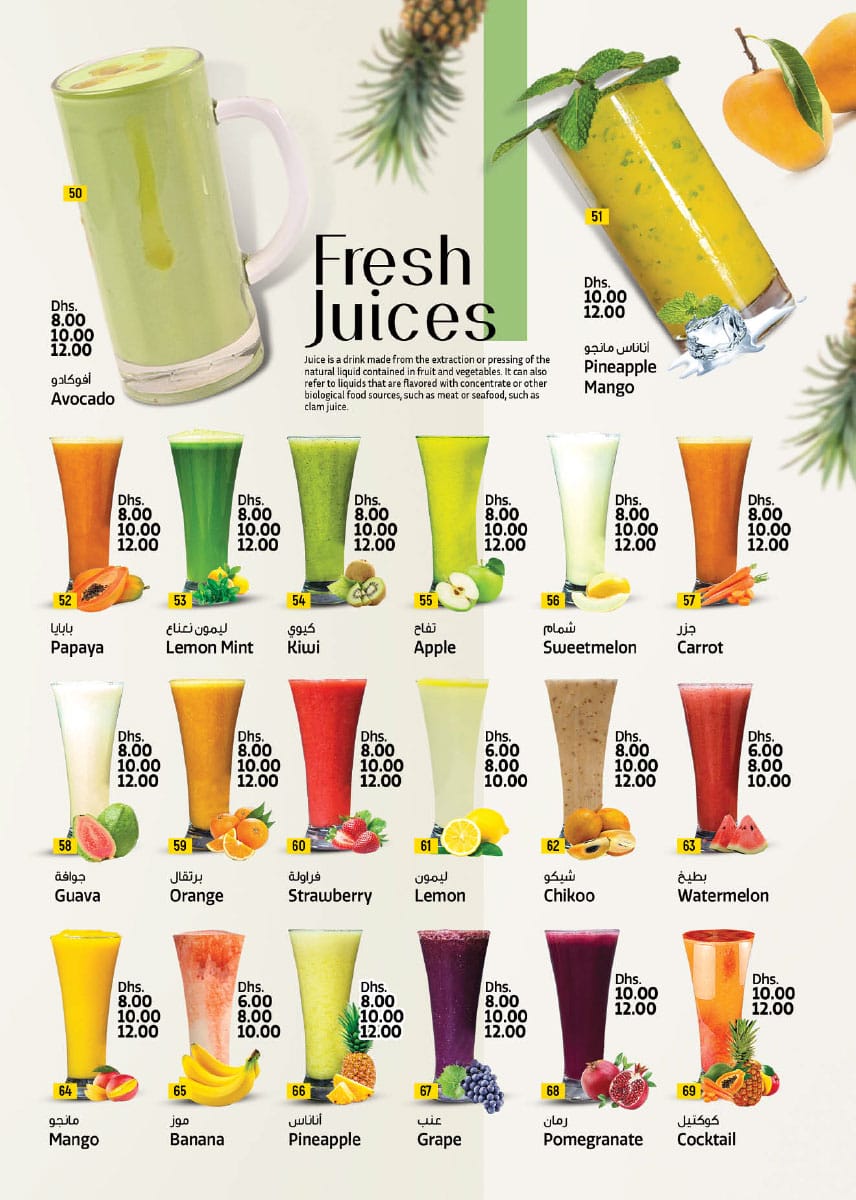 50
Dhs.
8.00
10.00
12.00
أفوكادو
Avocado
Fresh
Juices
Juice is a drink made from the extraction or pressing of the
natural liquid contained in fruit and vegetables. It can also
refer to liquids that are flavored with concentrate or other
biological food sources, such as meat or seafood, such as
clam juice.
51
Dhs.
10.00
12.00
أناناس مانجو
Pineapple
Mango
Dhs.
8.00
10.00
12.00
52
بابايا
Papaya
Dhs.
8.00
10.00
12.00
53
ليمون نعناع
Lemon Mint
Dhs.
8.00
10.00
12.00
54
كيوي
Kiwi
Dhs.
8.00
10.00
12.00
55
تفاح
Apple
Dhs.
8.00
10.00
12.00
56
شمام
Sweetmelon
Dhs.
8.00
10.00
12.00
57
جزر
Carrot
Dhs.
8.00
10.00
12.00
58
جوافة
Guava
Dhs.
8.00
10.00
12.00
59
برتقال
Orange
Dhs.
8.00
10.00
12.00
60
فراولة
Strawberry
Dhs.
6.00
8.00
10.00
61
ليمون
Lemon
Dhs.
8.00
10.00
12.00
62
شيكو
Chikoo
Dhs.
6.00
8.00
10.00
63
بطيخ
Watermelon
Dhs.
8.00
10.00
12.00
64
مانجو
Mango
Dhs.
6.00
8.00
10.00
65
موز
Banana
Dhs.
8.00
10.00
12.00
66
أناناس
Pineapple
Dhs.
8.00
10.00
12.00
67
عنب
Grape
Dhs.
10.00
12.00
68
رمان
Pomegranate
Dhs.
10.00
12.00
69
كوكتيل
Cocktail